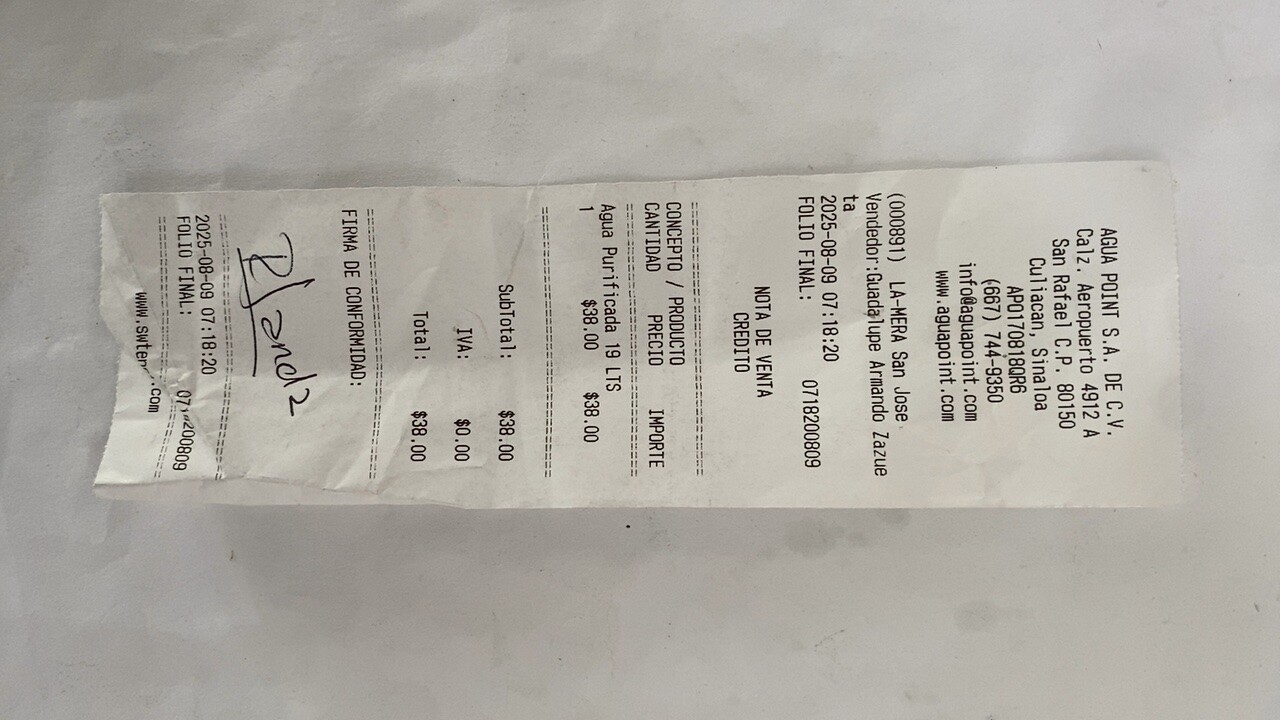 AGUA POINT S.A. DE C.V.
Calz. Aeropuerto 4912 A
San Rafael C.P. 80150
Culiacan, Sinaloa
APO170818QR6
(667) 744-9350
info@aguapoint.com
www.aguapoint.com
(000891) LA-MERA San Jose
Vendedor:Guadalupe Armando Zazue
ta
2025-08-09 07:18:20
FOLIO FINAL: 0718200809
NOTA DE VENTA
CREDITO
CONCEPTO / PRODUCTO
CANTIDAD PRECIO IMPORTE
Agua Purificada 19 LTS
1 $38.00 $38.00
SubTotal: $38.00
IVA: $0.00
Total: $38.00
FIRMA DE CONFORMIDAD:
2025-08-09 07:18:20
FOLIO FINAL: